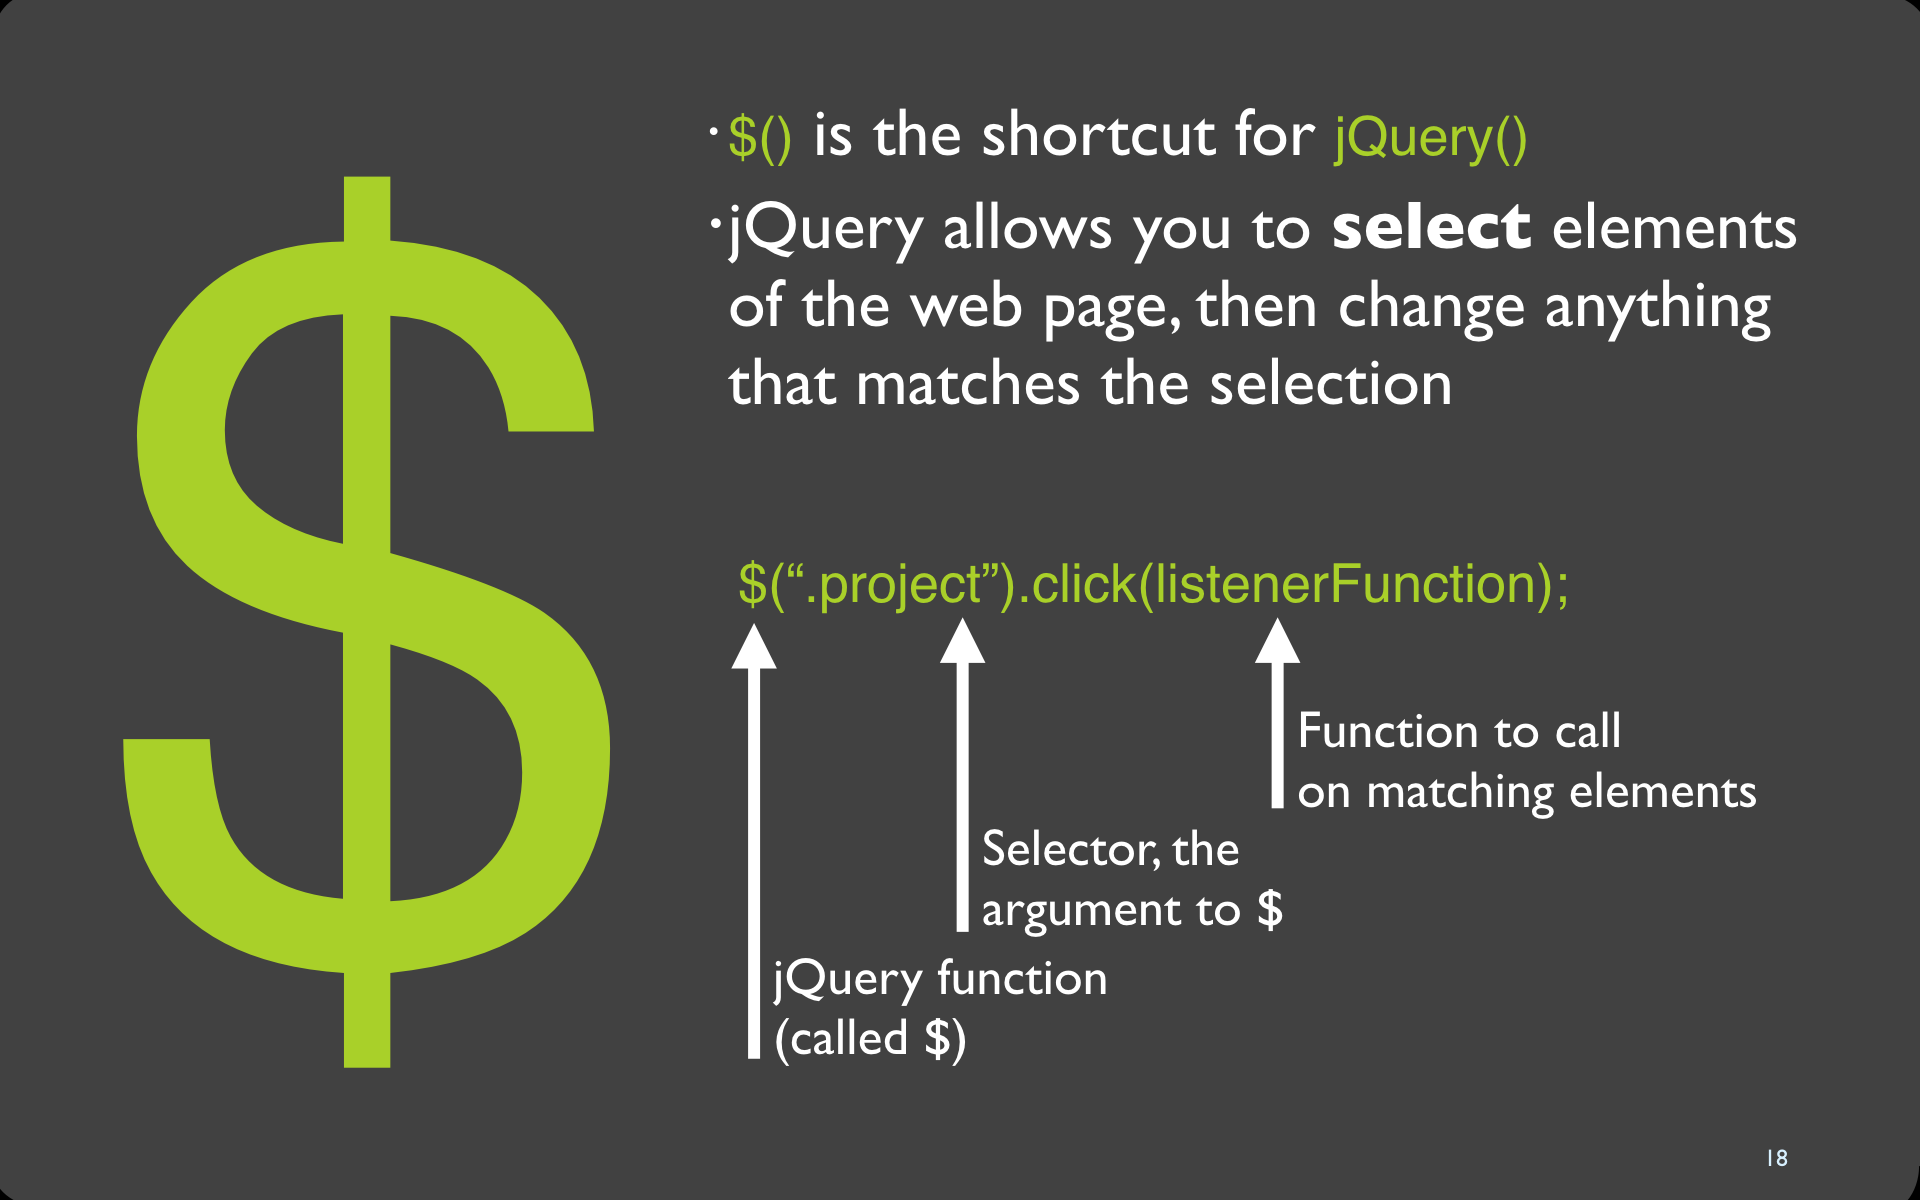 $
· $() is the shortcut for jQuery()
· jQuery allows you to select elements
of the web page, then change anything
that matches the selection
$(“.project”).click(listenerFunction);
Function to call
on matching elements
Selector, the
argument to $
jQuery function
(called $)
18